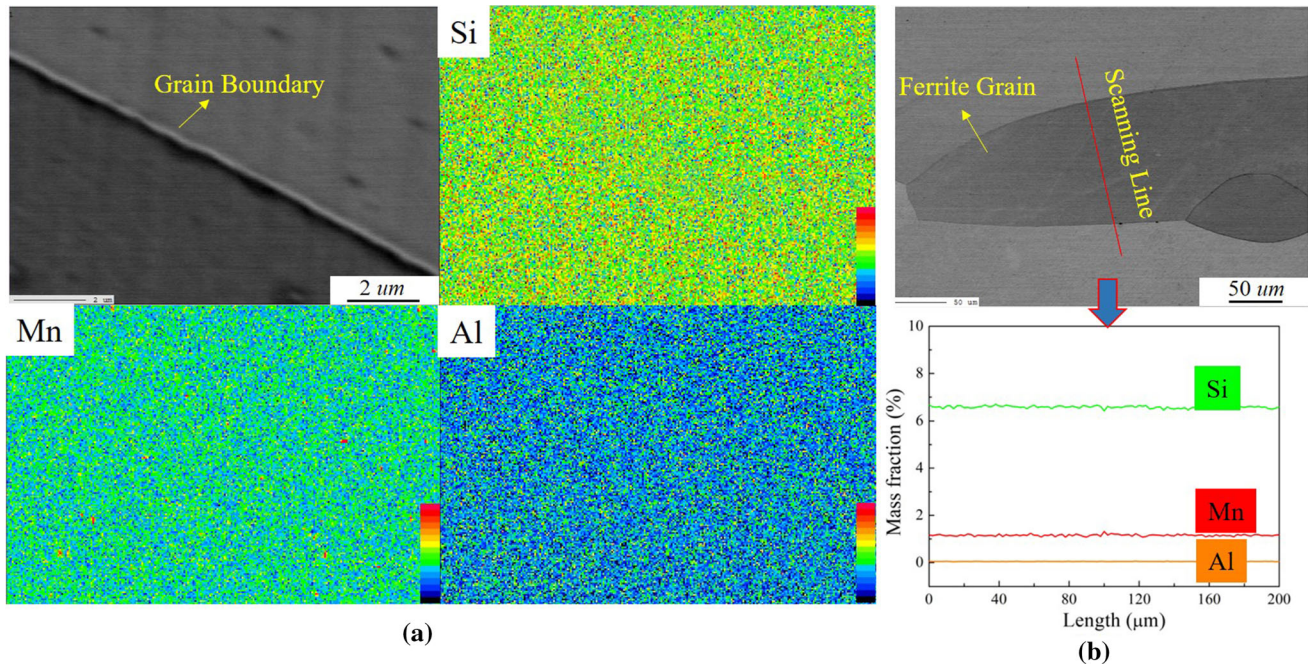 Grain Boundary
2 um
2 um
Si
Mn
Al
(a)
Ferrite Grain
Scanning Line
50 um
50 um
10
8
6
4
2
0
Mass fraction (%)
Si
Mn
Al
0
40
80
120
160
200
Length (μm)
(b)